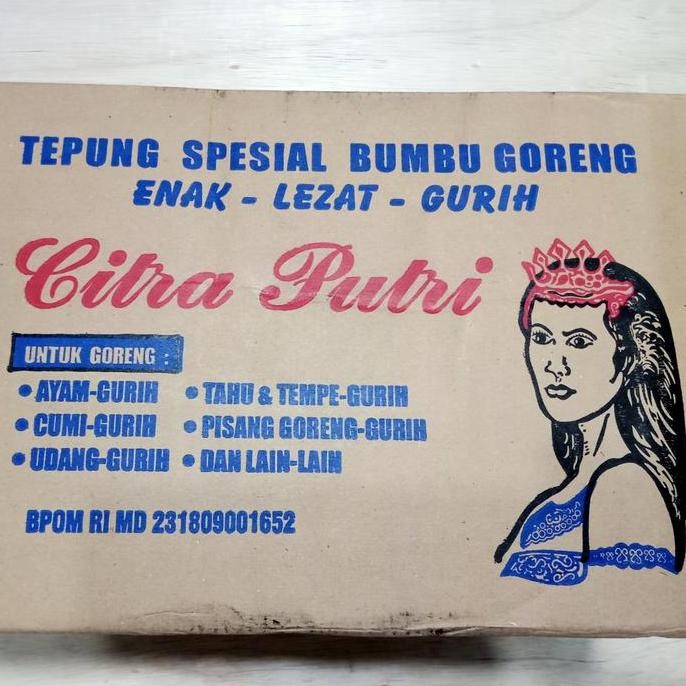 TEPUNG SPESIAL BUMBU GORENG
ENAK - LEZAT - GURIH
Citra Putri
UNTUK GORENG :
• AYAM-GURIH
• CUMI-GURIH
• UDANG-GURIH
• TAHU & TEMPE-GURIH
• PISANG GORENG-GURIH
• DAN LAIN-LAIN
BPOM RI MD 231809001652